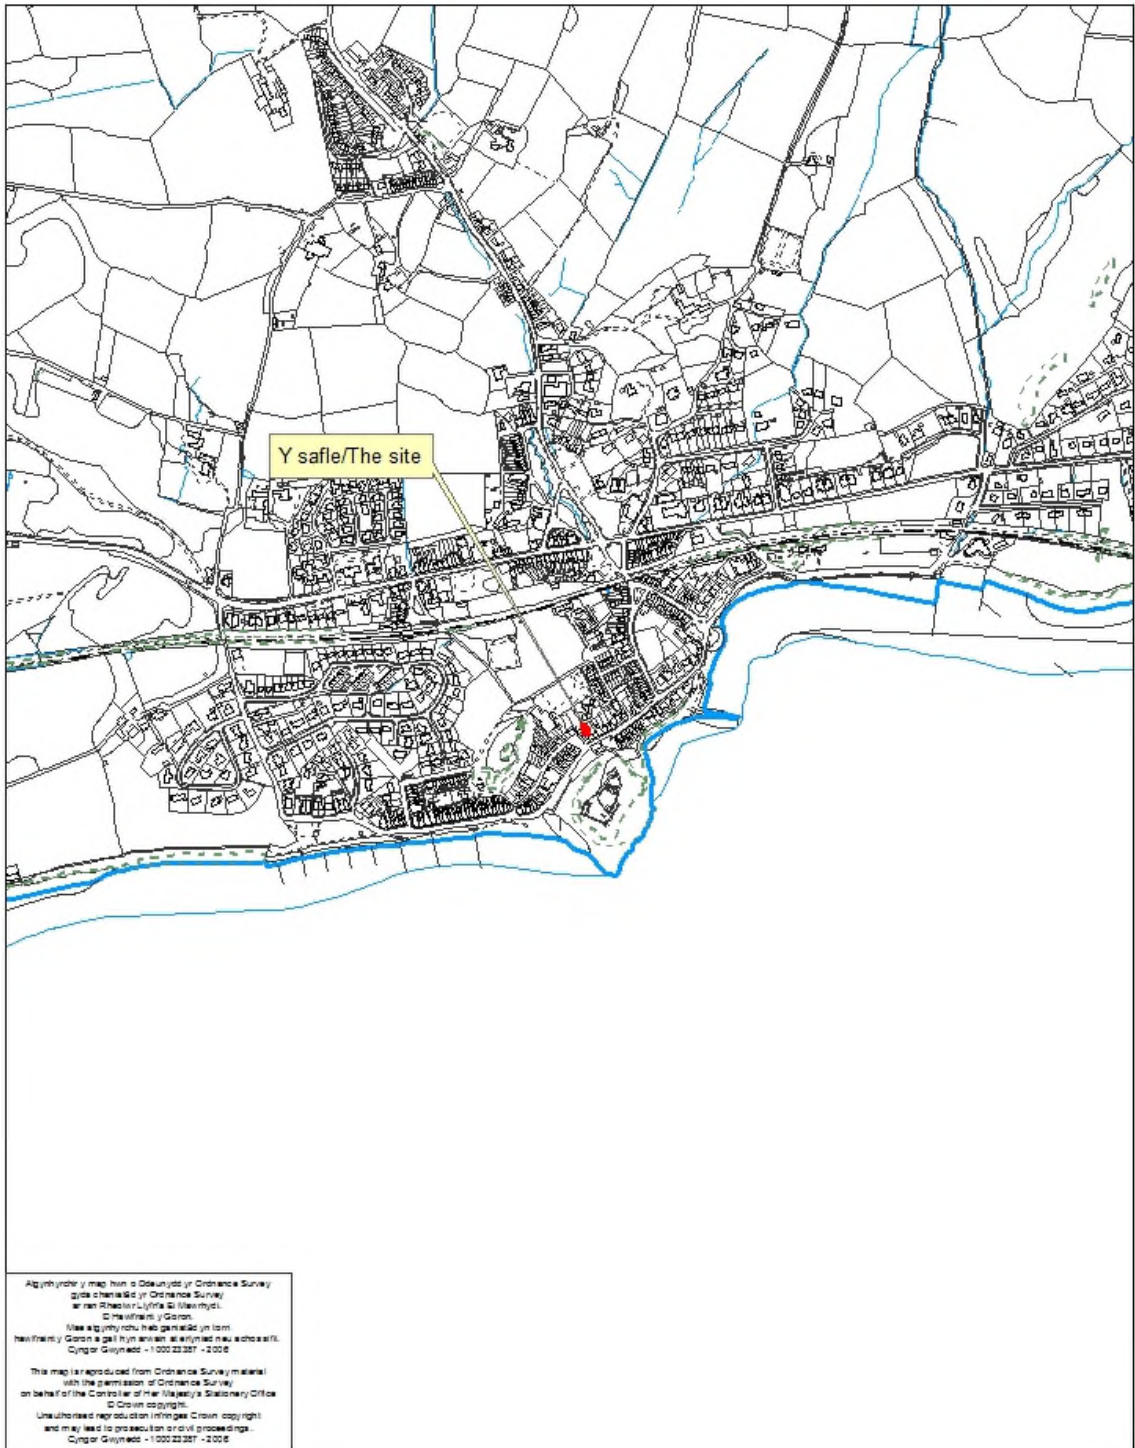 Y safle/The site
Atgynhyrchir y map hwn o Ddeunydd yr Ordnance Survey
gyda chaniatâd yr Ordnance Survey
ar ran Rheolwr Llyfrfa Ei Mawrhydi.
© Hawlfraint y Goron.
Mae atgynhyrchu heb ganiatâd yn torri
hawlfraint y Goron a gall hyn arwain at erlyniad neu achos sifil.
Cyngor Gwynedd - 100023387 - 2006
This map is reproduced from Ordnance Survey material
with the permission of Ordnance Survey
on behalf of the Controller of Her Majesty's Stationery Office
© Crown copyright.
Unauthorised reproduction infringes Crown copyright
and may lead to prosecution or civil proceedings.
Cyngor Gwynedd - 100023387 - 2006